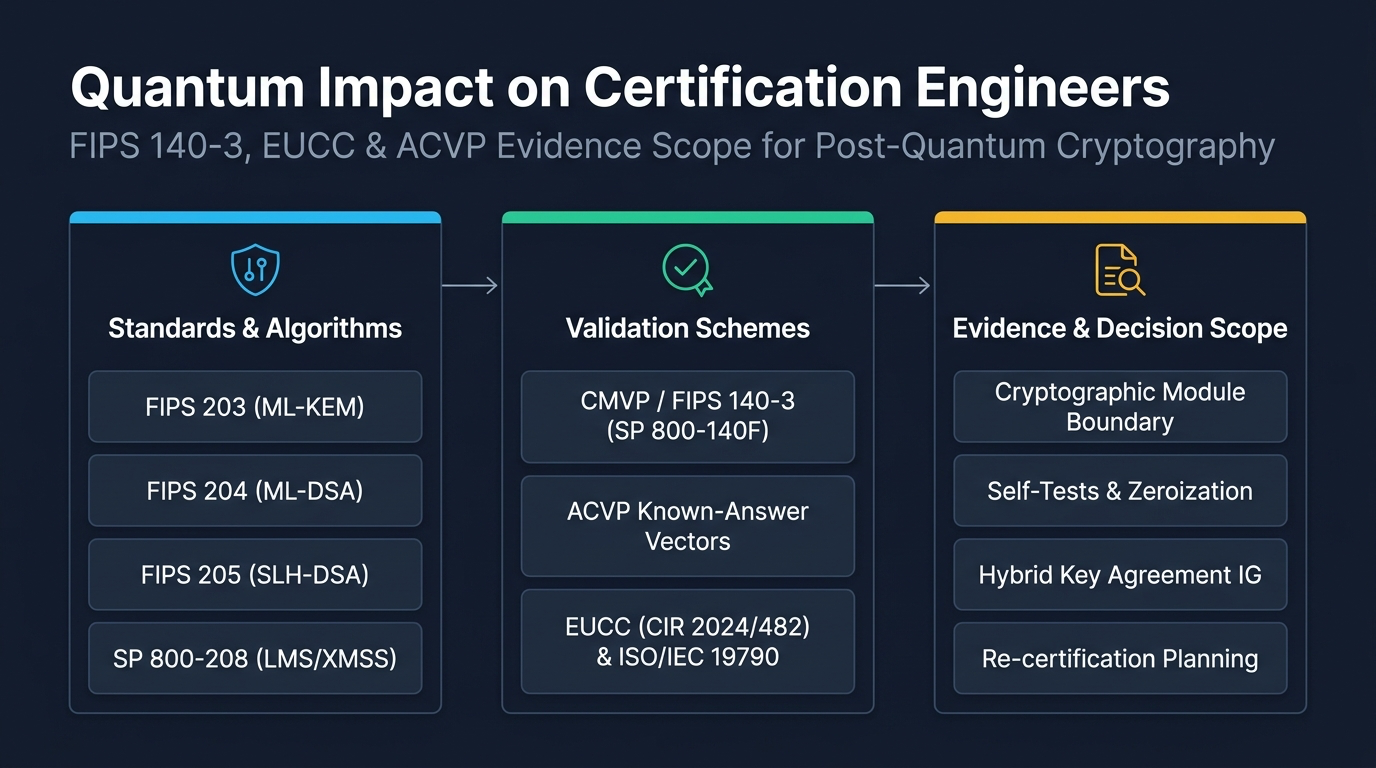 Quantum Impact on Certification Engineers
FIPS 140-3, EUCC & ACVP Evidence Scope for Post-Quantum Cryptography
Standards & Algorithms
FIPS 203 (ML-KEM)
FIPS 204 (ML-DSA)
FIPS 205 (SLH-DSA)
SP 800-208 (LMS/XMSS)
Validation Schemes
CMVP / FIPS 140-3
(SP 800-140F)
ACVP Known-Answer
Vectors
EUCC (CIR 2024/482)
& ISO/IEC 19790
Evidence & Decision Scope
Cryptographic Module
Boundary
Self-Tests & Zeroization
Hybrid Key Agreement IG
Re-certification Planning